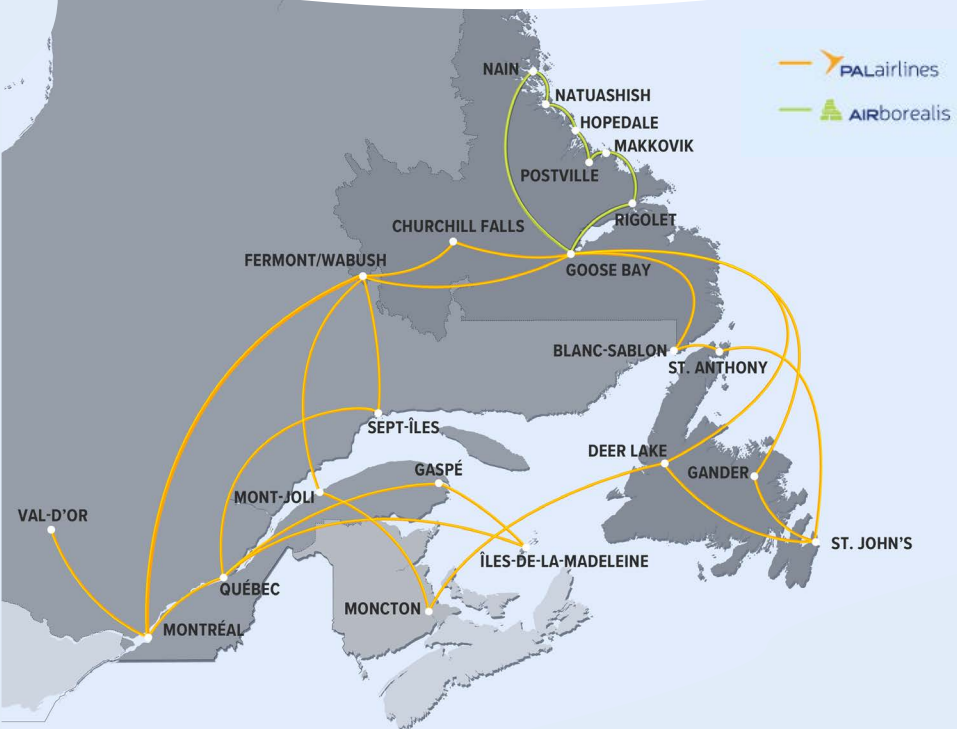 NAIN
PALairlines
NATUASHISH
AIRborealis
HOPEDALE
MAKKOVIK
POSTVILLE
RIGOLET
CHURCHILL FALLS
FERMONT/WABUSH
GOOSE BAY
BLANC-SABLON
ST. ANTHONY
SEPT-ÎLES
DEER LAKE
GASPÉ
GANDER
MONT-JOLI
VAL-D'OR
ST. JOHN'S
ÎLES-DE-LA-MADELEINE
QUÉBEC
MONCTON
MONTRÉAL